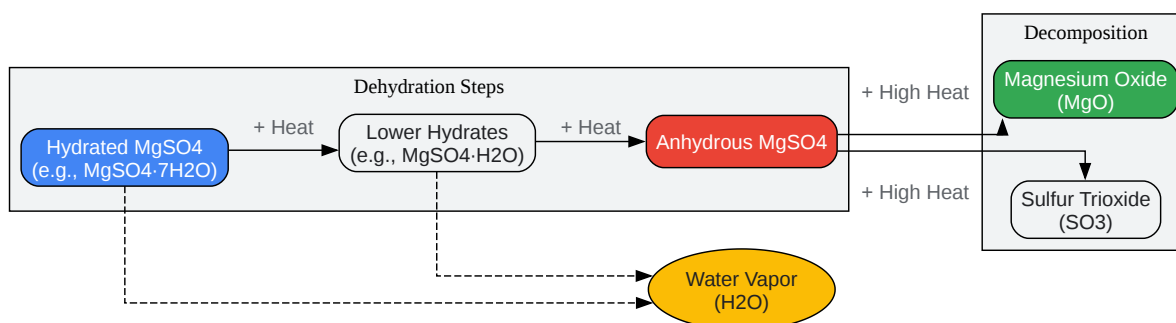 Decomposition
Dehydration Steps
+ High Heat
Magnesium Oxide
(MgO)
Hydrated MgSO4
(e.g., MgSO4·7H2O)
+ Heat
Lower Hydrates
(e.g., MgSO4·H2O)
+ Heat
Anhydrous MgSO4
+ High Heat
Sulfur Trioxide
(SO3)
Water Vapor
(H2O)